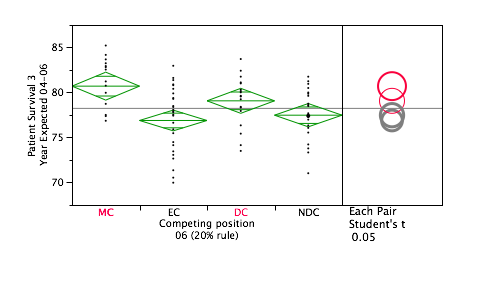 Patient Survival 3
Year Expected 04-06
85
80
75
70
MC
EC
DC
NDC
Competing position
06 (20% rule)
Each Pair
Student's t
0.05